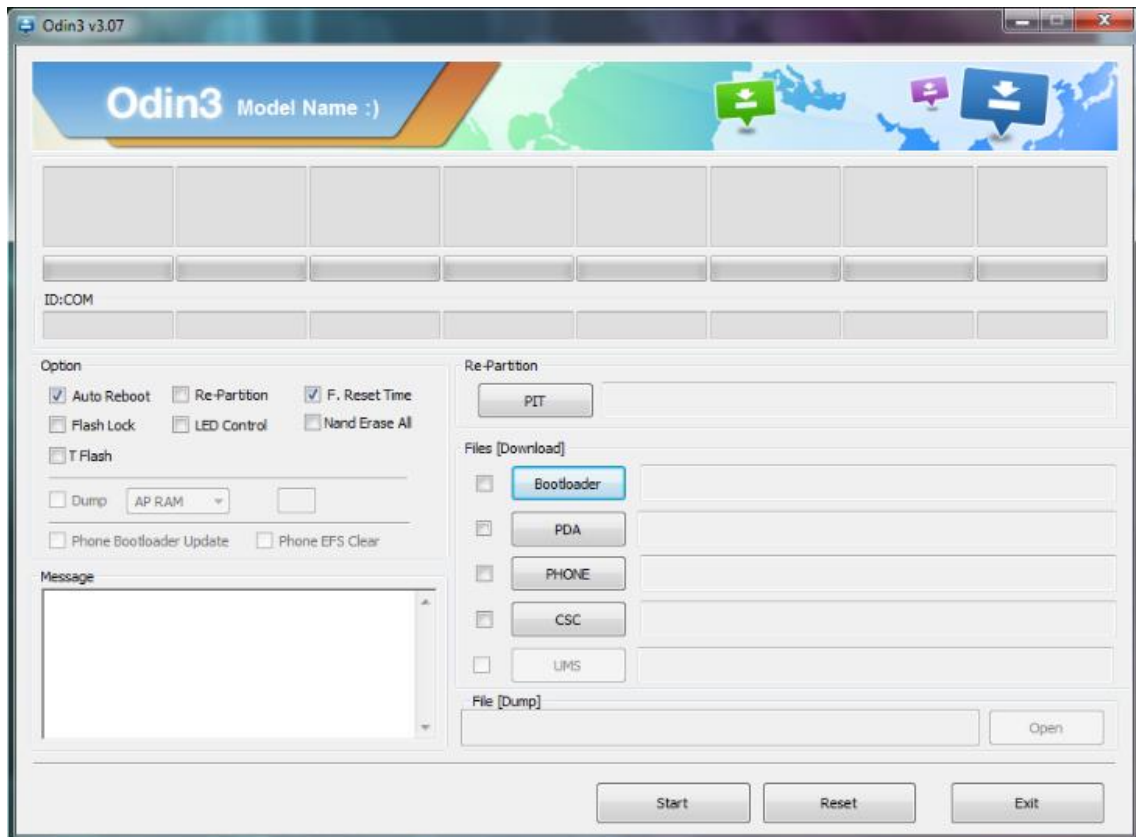 Odin3 v3.07
Odin3 Model Name :)
ID:COM
Option
Auto Reboot Re-Partition F. Reset Time
Flash Lock LED Control Nand Erase All
T Flash
Dump AP RAM
Phone Bootloader Update Phone EFS Clear
Message
Re-Partition
PIT
Files [Download]
Bootloader
PDA
PHONE
CSC
UMS
File [Dump]
Open
Start Reset Exit